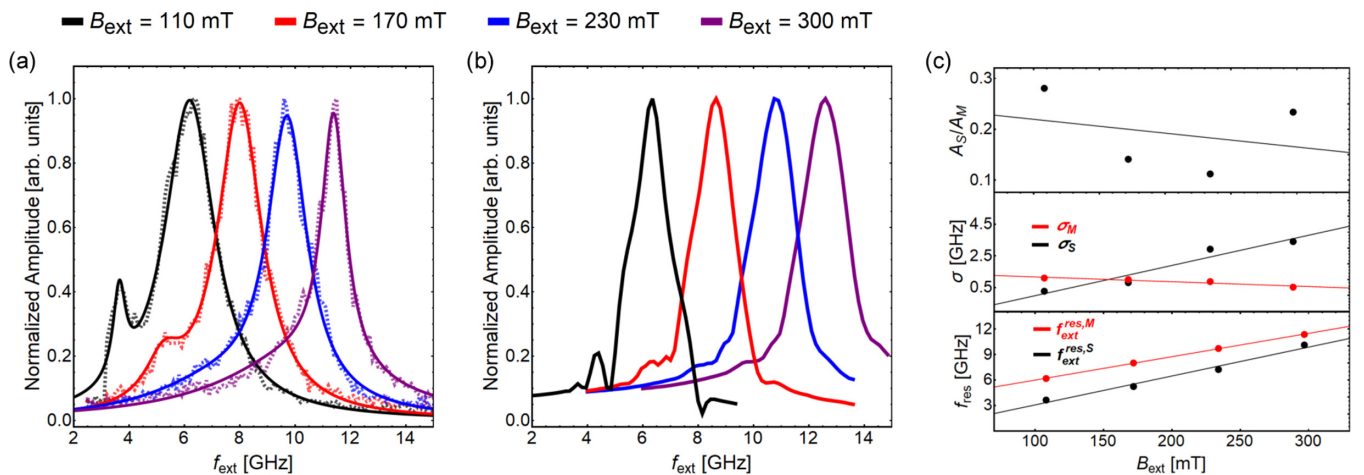 B_ext = 110 mT B_ext = 170 mT B_ext = 230 mT B_ext = 300 mT
(a)
Normalized Amplitude [arb. units]
1.0
0.8
0.6
0.4
0.2
0.0
2 4 6 8 10 12 14
f_ext [GHz]
(b)
Normalized Amplitude [arb. units]
1.0
0.8
0.6
0.4
0.2
0.0
2 4 6 8 10 12 14
f_ext [GHz]
(c)
A_S/A_M
0.3
0.2
0.1
σ [GHz]
4.5
2.5
0.5
σ_M
σ_S
f_res [GHz]
12
9
6
3
f_ext^res,M
f_ext^res,S
100 150 200 250 300
B_ext [mT]